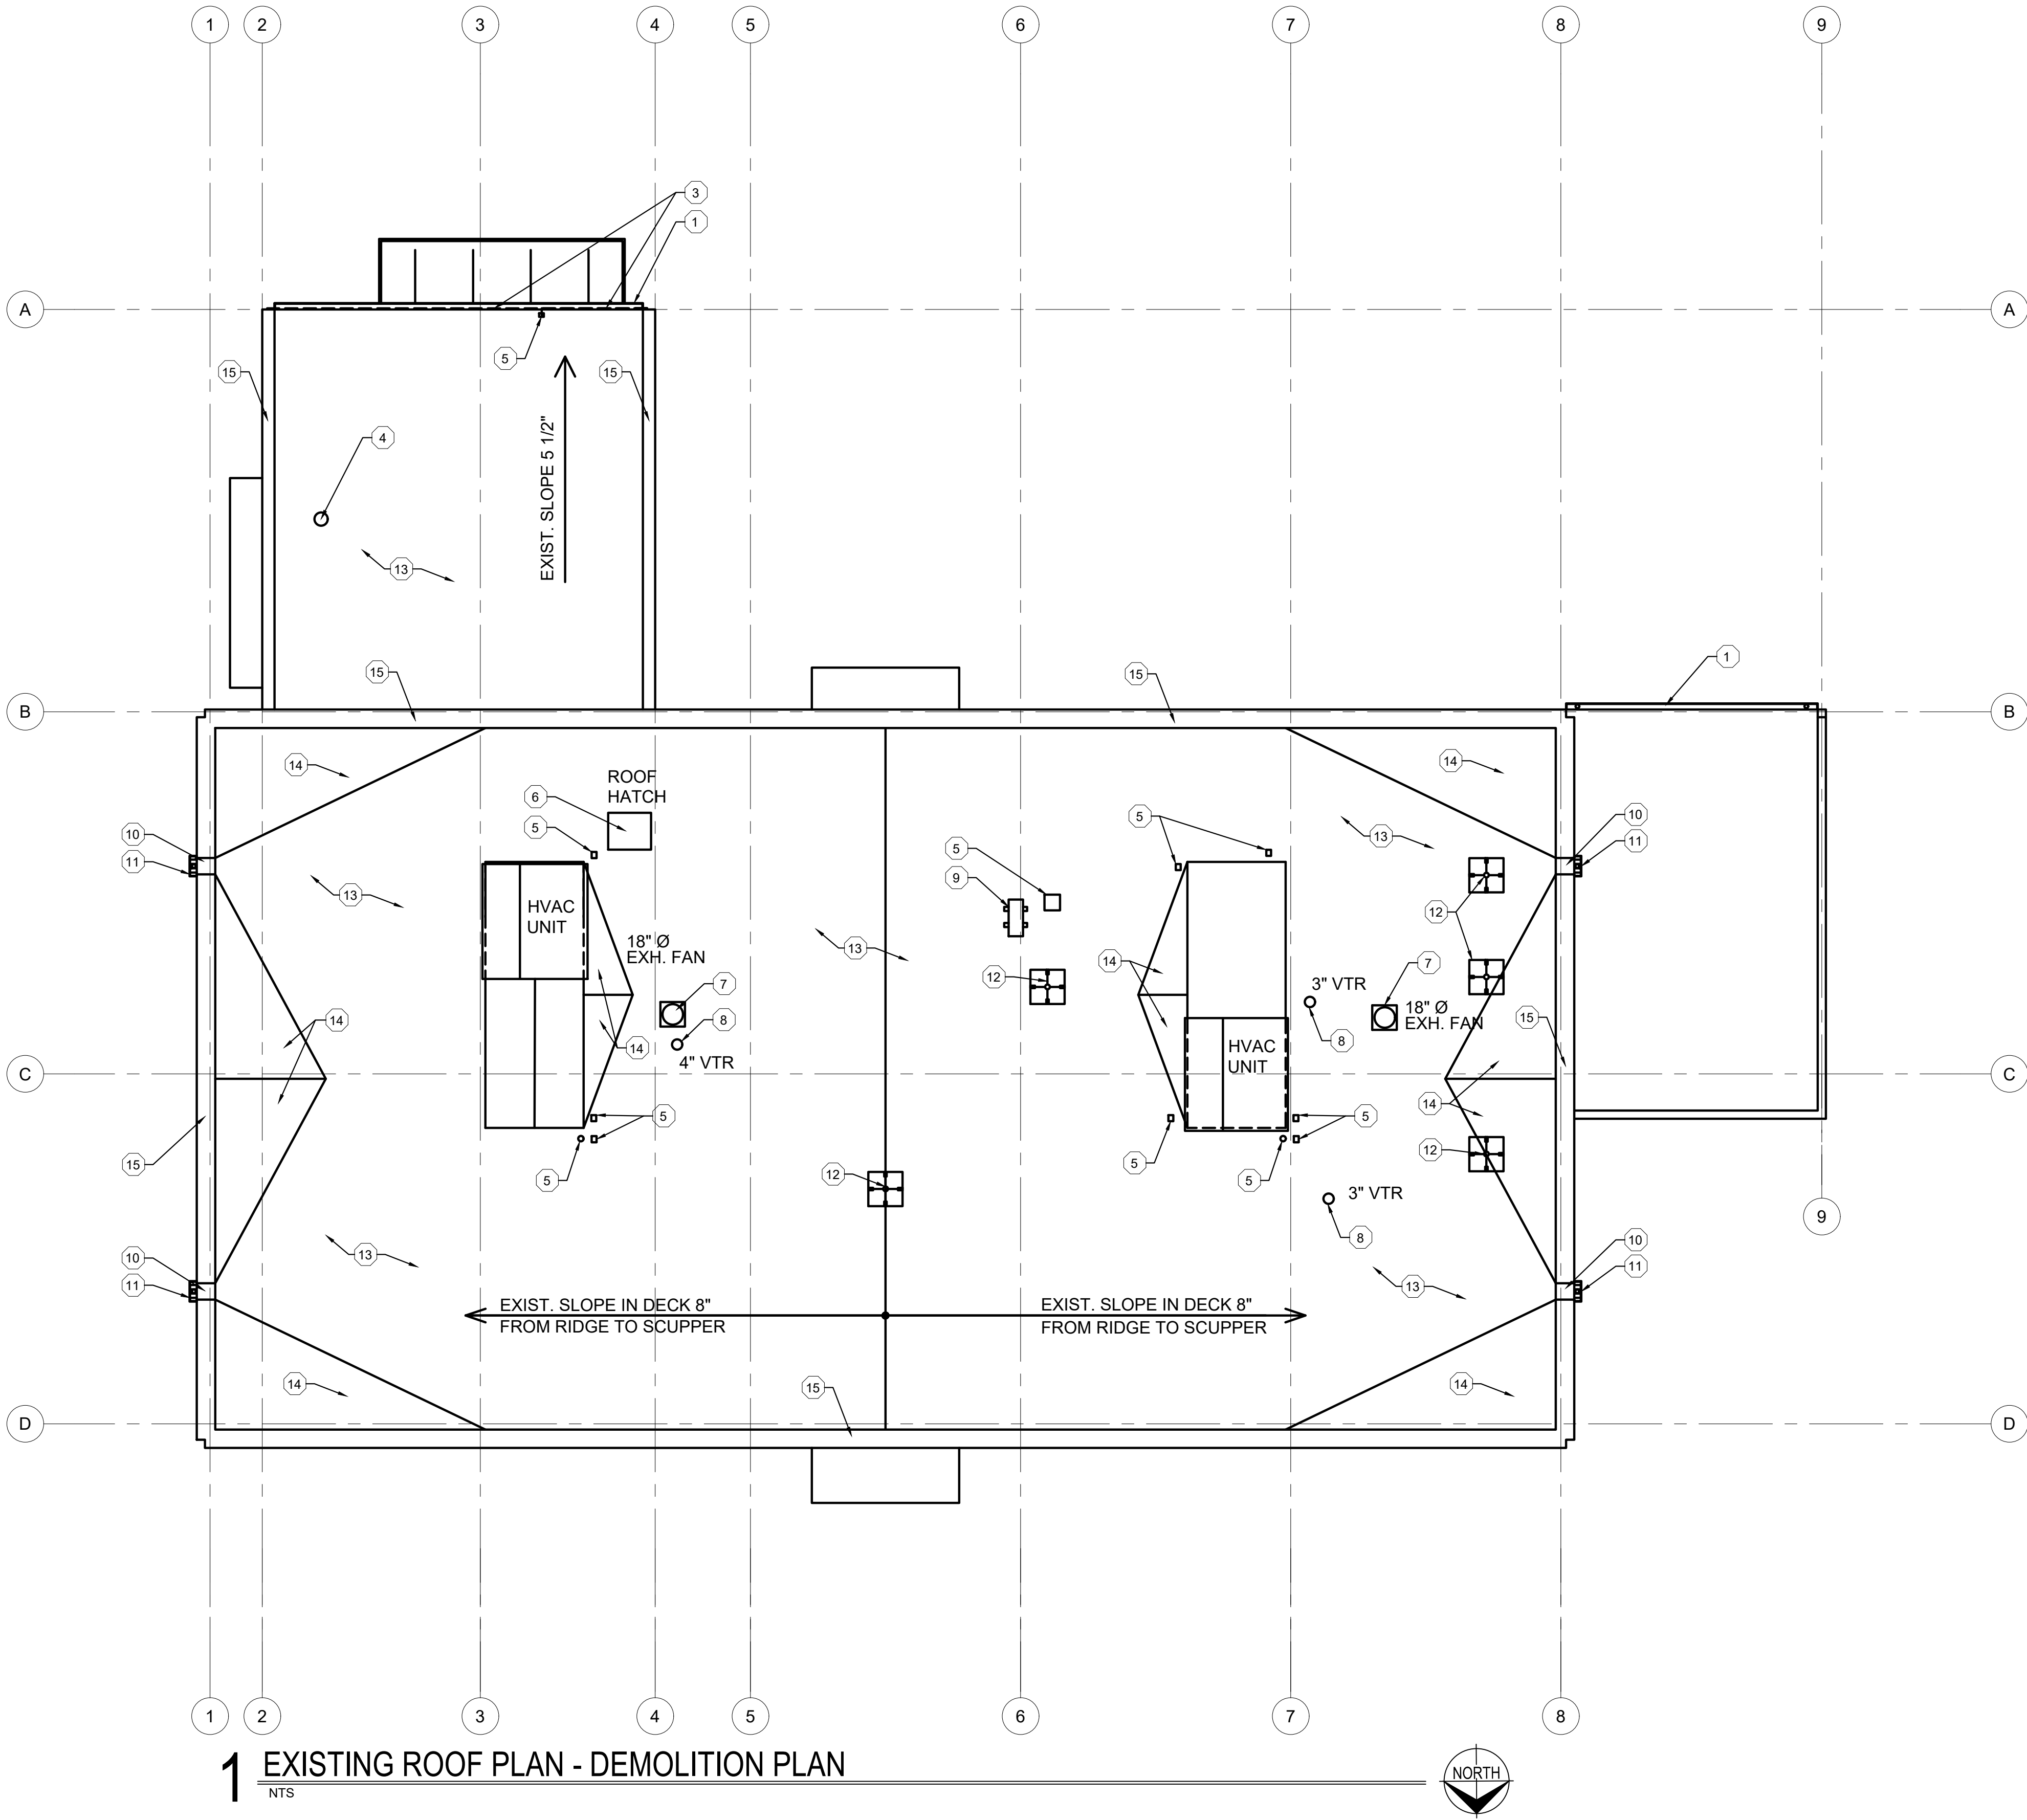 1 2 3 4 5 6 7 8 9
3
1
A A
5
15 15
4
EXIST. SLOPE 5 1/2"
13
1
15 15
B B
14 14
ROOF
HATCH
6
5
5
10 10
11 11
13
5
9
13
HVAC
UNIT
12
18" Ø
EXH. FAN
13
14
12
7
3" VTR
7
18" Ø
EXH. FAN
14
8
15
8
14
4" VTR
HVAC
UNIT
C C
14
5
5
15
12
5
5
5
12
3" VTR
8
9
13
10 10
11 11
13
EXIST. SLOPE IN DECK 8"
FROM RIDGE TO SCUPPER
EXIST. SLOPE IN DECK 8"
FROM RIDGE TO SCUPPER
14
15
14
D D
1 2 3 4 5 6 7 8
1 EXISTING ROOF PLAN - DEMOLITION PLAN
NTS
NORTH